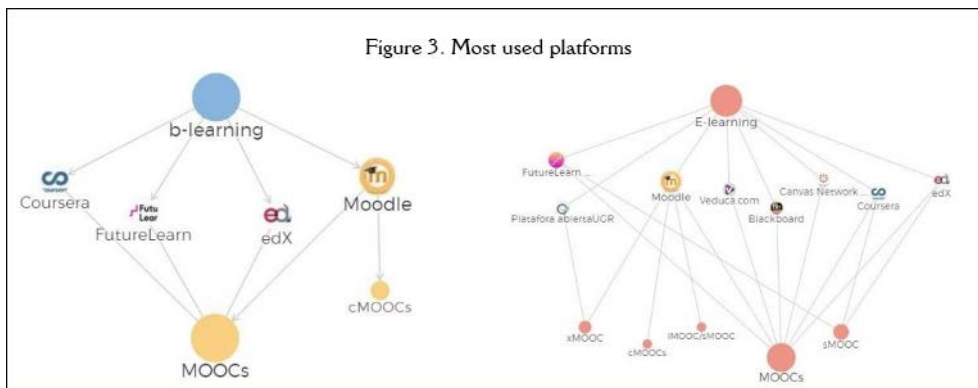 Figure 3. Most used platforms
b-learning
Coursera
FutureLearn
edX
Moodle
cMOOCs
MOOCs
E-learning
FutureLearn ...
Platafora abiertaUGR
Moodle
Veduca.com
Blackboard
Canvas Network ...
Coursera
edX
xMOOC
cMOOCs
iMOOC/sMOOC
MOOCs
sMOOC